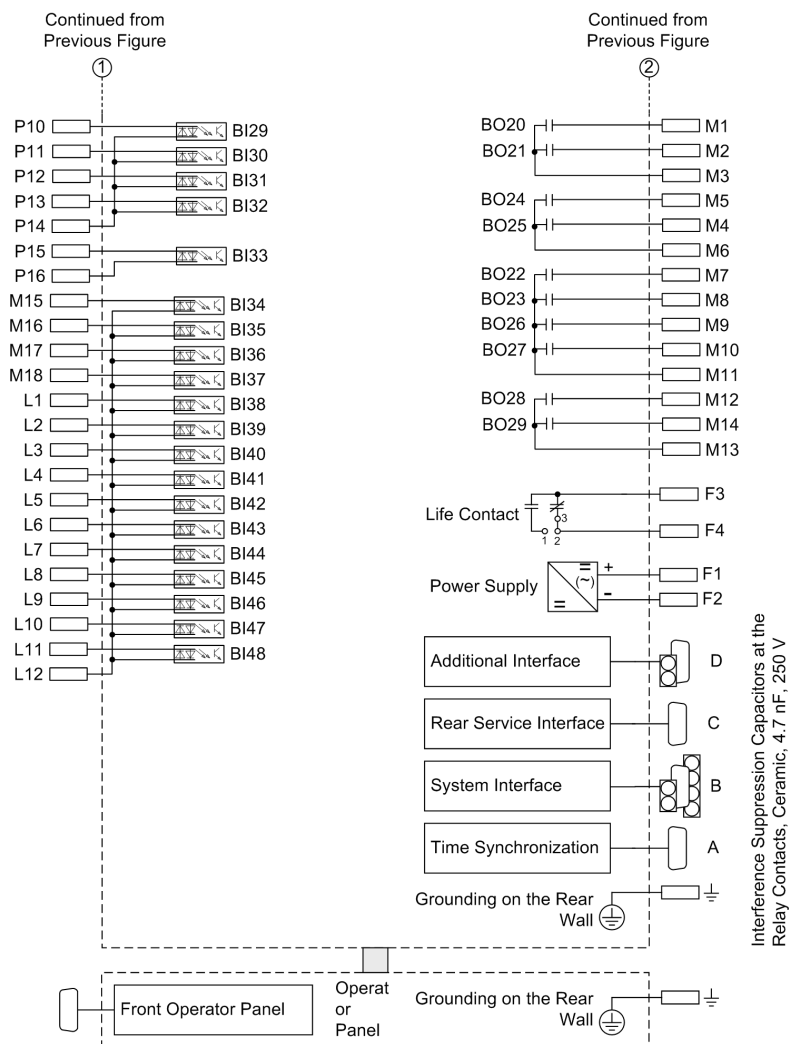 Continued from
Previous Figure
1
Continued from
Previous Figure
2
P10 BI29
P11 BI30
P12 BI31
P13 BI32
P14
P15 BI33
P16
M15 BI34
M16 BI35
M17 BI36
M18 BI37
L1 BI38
L2 BI39
L3 BI40
L4 BI41
L5 BI42
L6 BI43
L7 BI44
L8 BI45
L9 BI46
L10 BI47
L11 BI48
L12
BO20 M1
BO21 M2
M3
BO24 M5
BO25 M4
M6
BO22 M7
BO23 M8
BO26 M9
BO27 M10
M11
BO28 M12
BO29 M14
M13
Life Contact 3 F3
1 2 F4
Power Supply = (~) = + F1
- F2
Additional Interface D
Rear Service Interface C
System Interface B
Time Synchronization A
Grounding on the Rear
Wall
Interference Suppression Capacitors at the
Relay Contacts, Ceramic, 4.7 nF, 250 V
Front Operator Panel
Operat
or
Panel
Grounding on the Rear
Wall